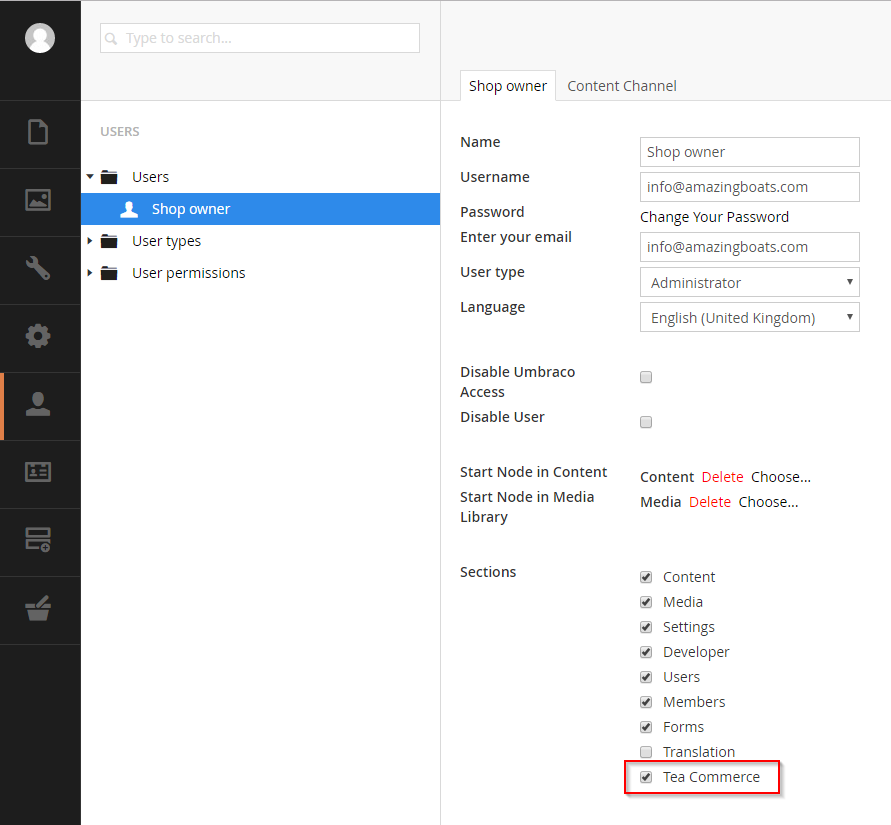 Type to search...
USERS
Users
Shop owner
User types
User permissions
Shop owner
Content Channel
Name
Shop owner
Username
info@amazingboats.com
Password
Change Your Password
Enter your email
info@amazingboats.com
User type
Administrator
Language
English (United Kingdom)
Disable Umbraco
Access
Disable User
Start Node in Content
Content Delete Choose...
Start Node in Media
Library
Media Delete Choose...
Sections
Content
Media
Settings
Developer
Users
Members
Forms
Translation
Tea Commerce